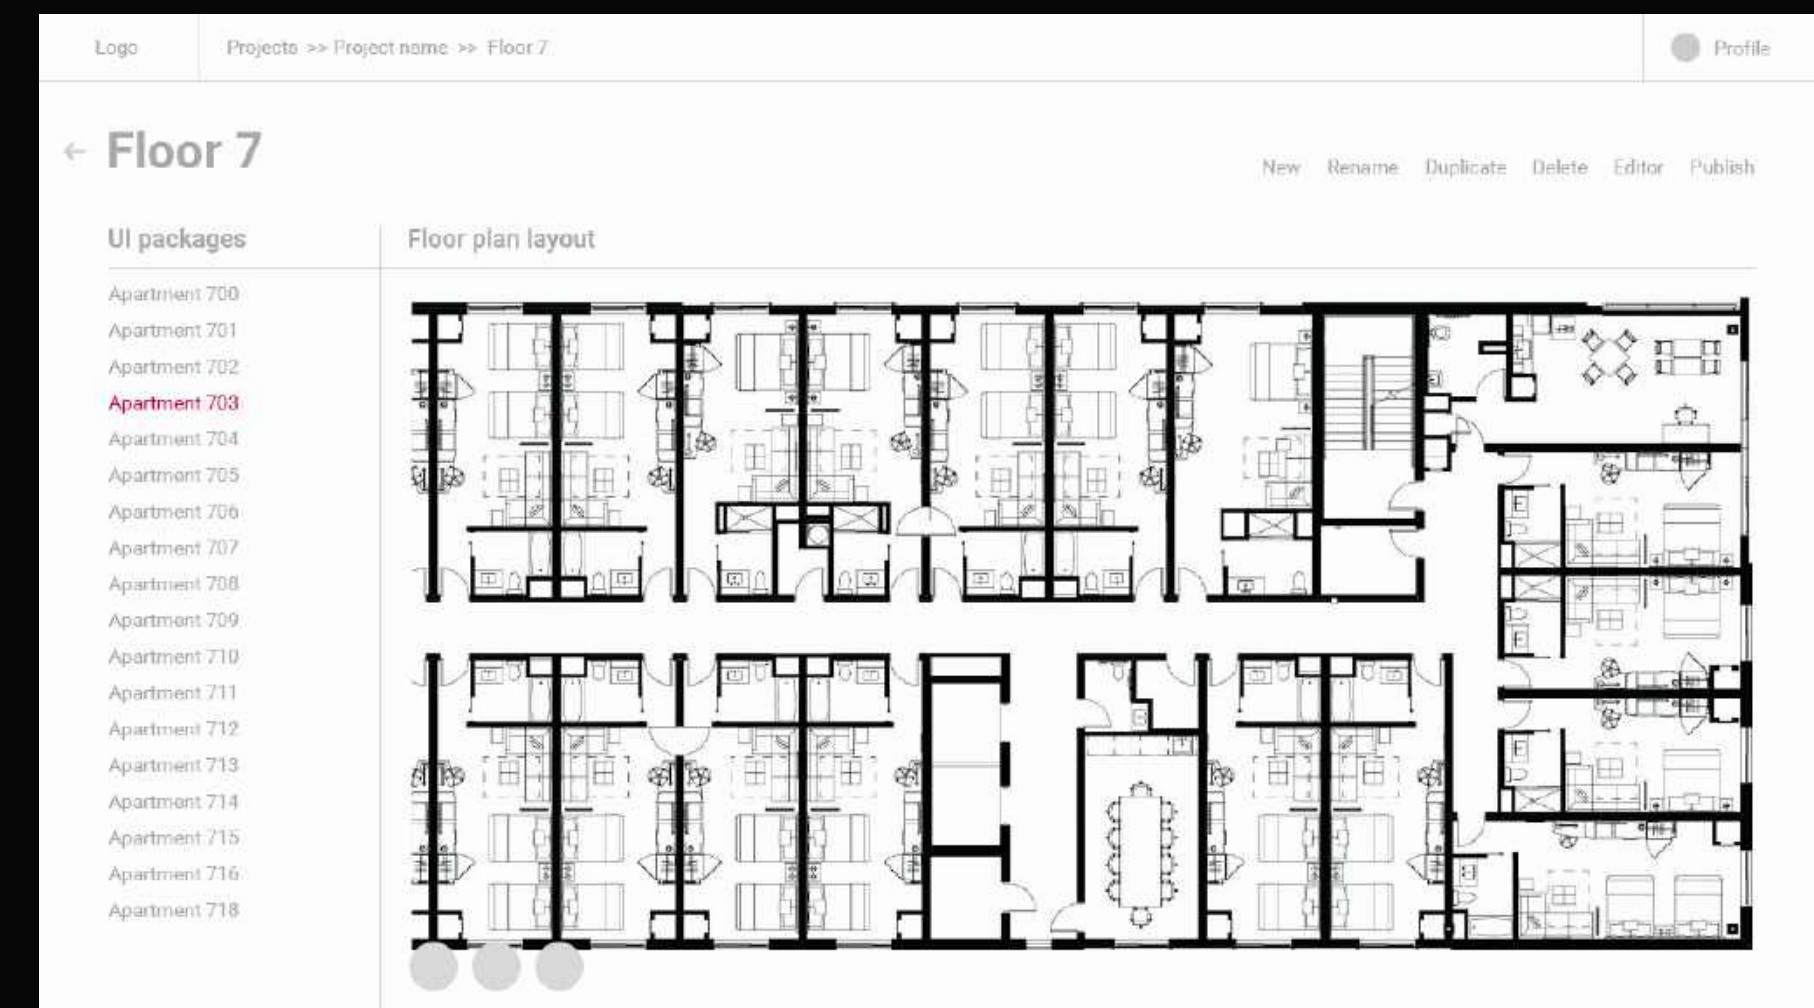 Logo
Projects >> Project name >> Floor 7
Profile
← Floor 7
New Rename Duplicate Delete Editor Publish
UI packages
Floor plan layout
Apartment 700
Apartment 701
Apartment 702
Apartment 703
Apartment 704
Apartment 705
Apartment 706
Apartment 707
Apartment 708
Apartment 709
Apartment 710
Apartment 711
Apartment 712
Apartment 713
Apartment 714
Apartment 715
Apartment 716
Apartment 718